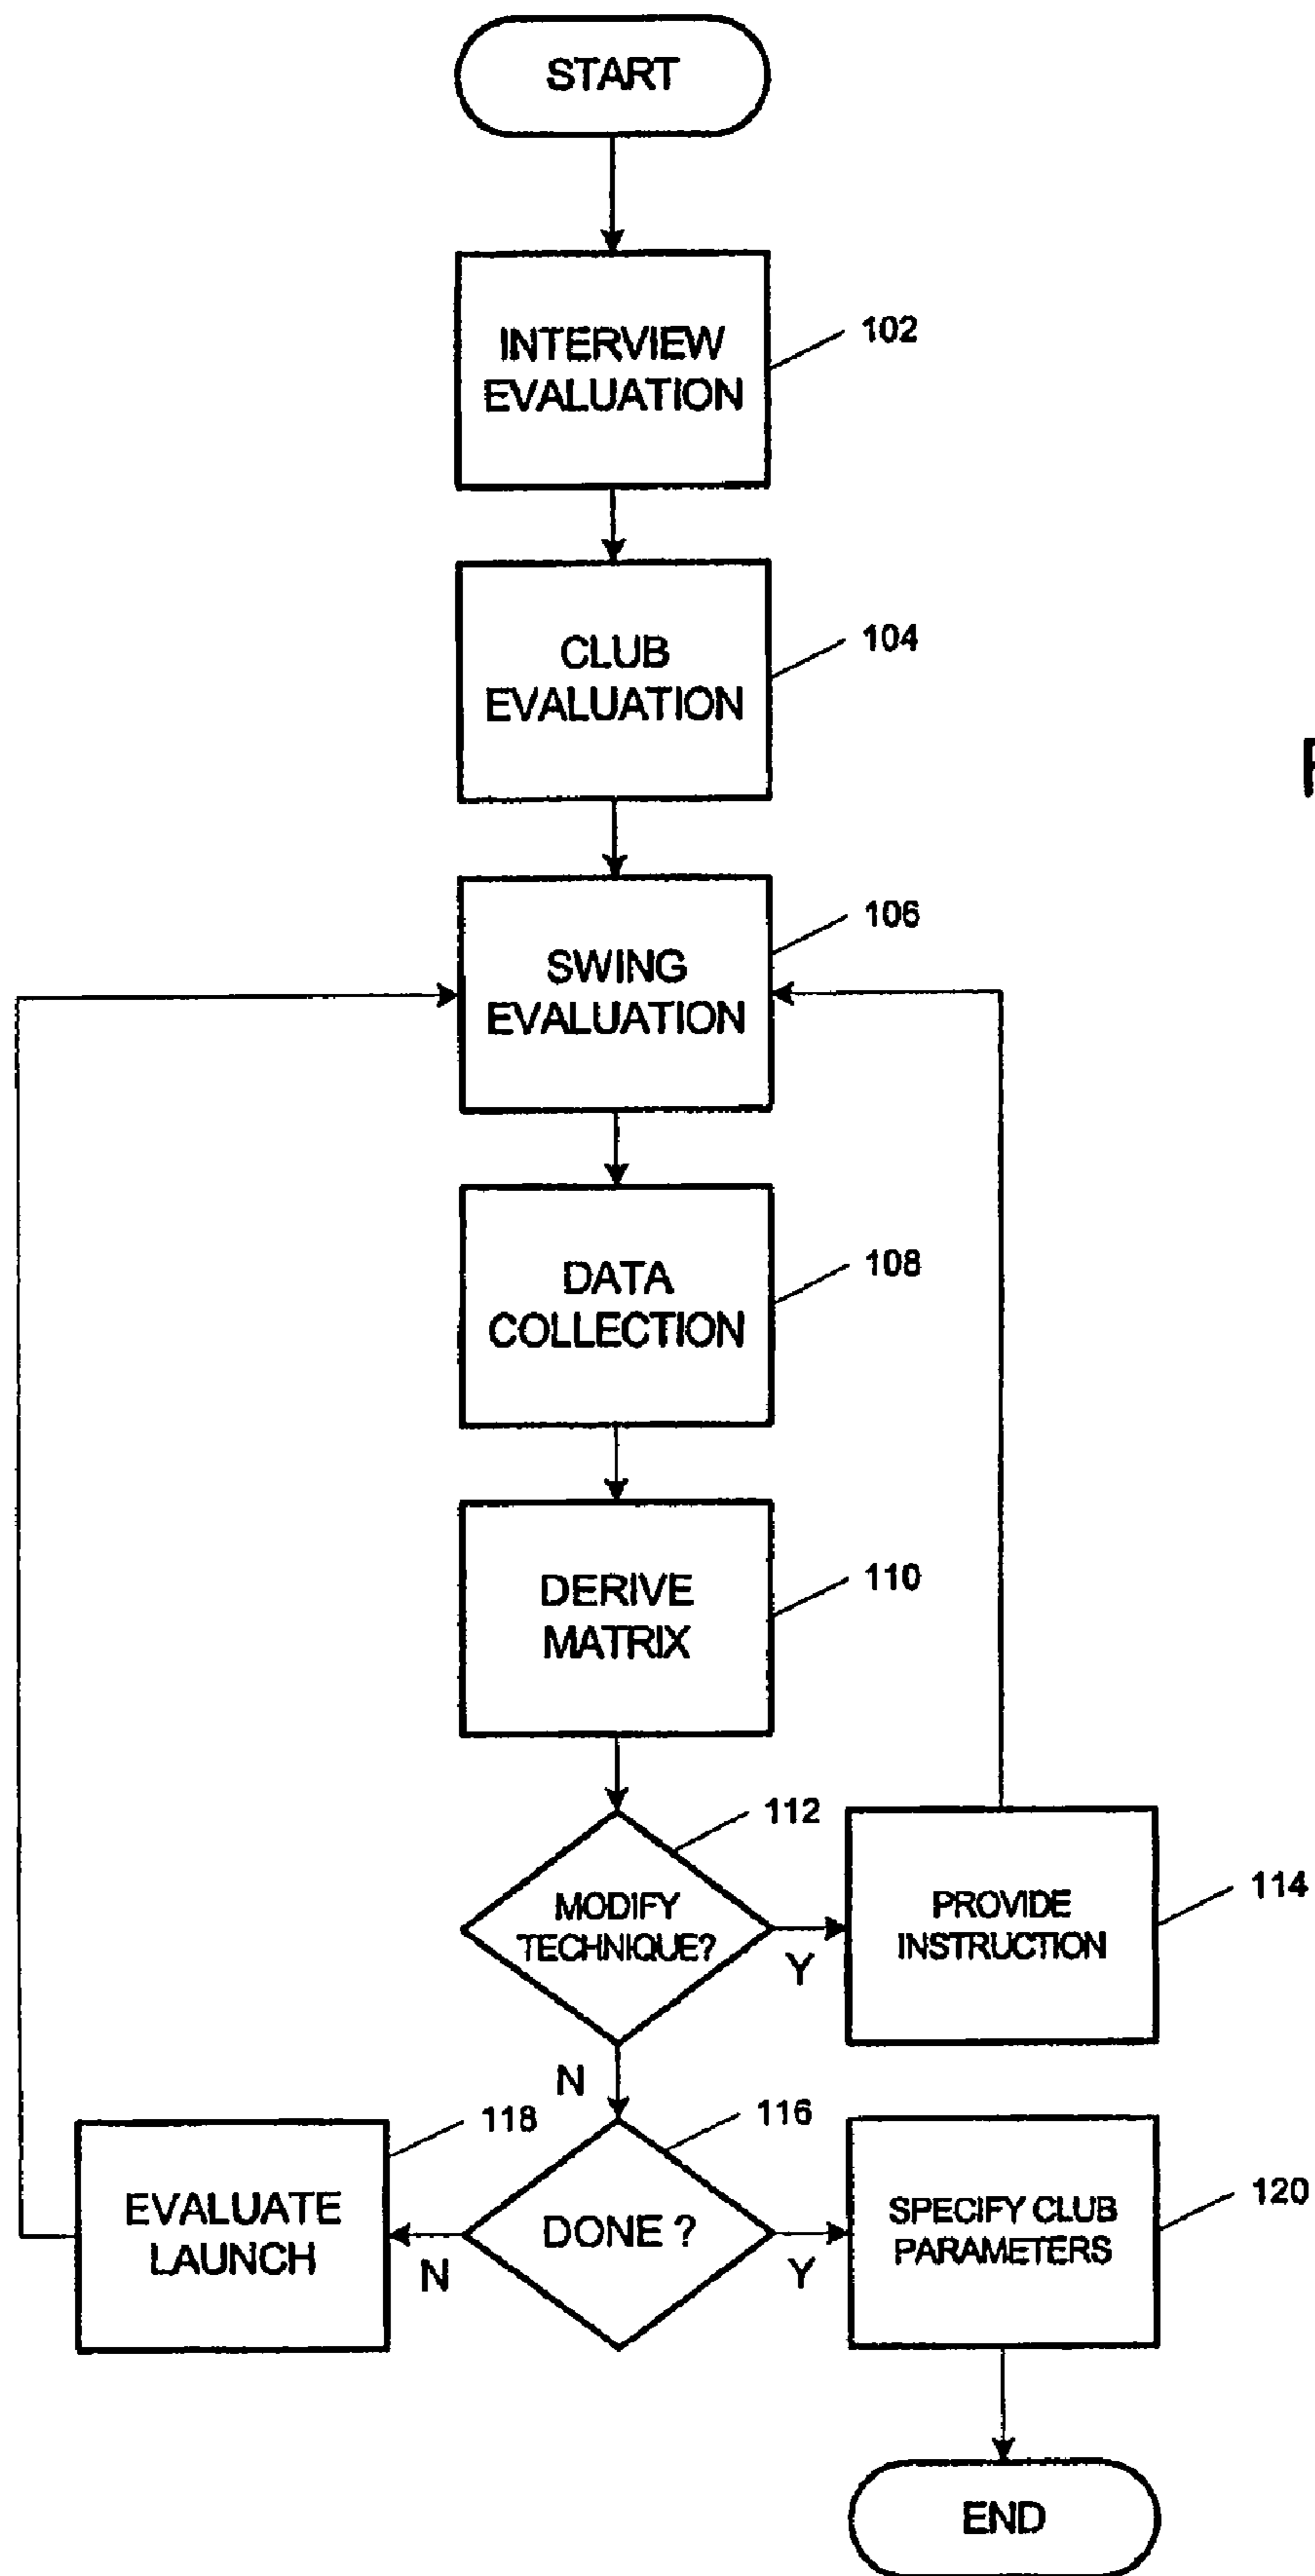 START
INTERVIEW
EVALUATION
102
CLUB
EVALUATION
104
SWING
EVALUATION
106
DATA
COLLECTION
108
DERIVE
MATRIX
110
MODIFY
TECHNIQUE?
112
Y
PROVIDE
INSTRUCTION
114
N
DONE ?
116
N
EVALUATE
LAUNCH
118
Y
SPECIFY CLUB
PARAMETERS
120
END